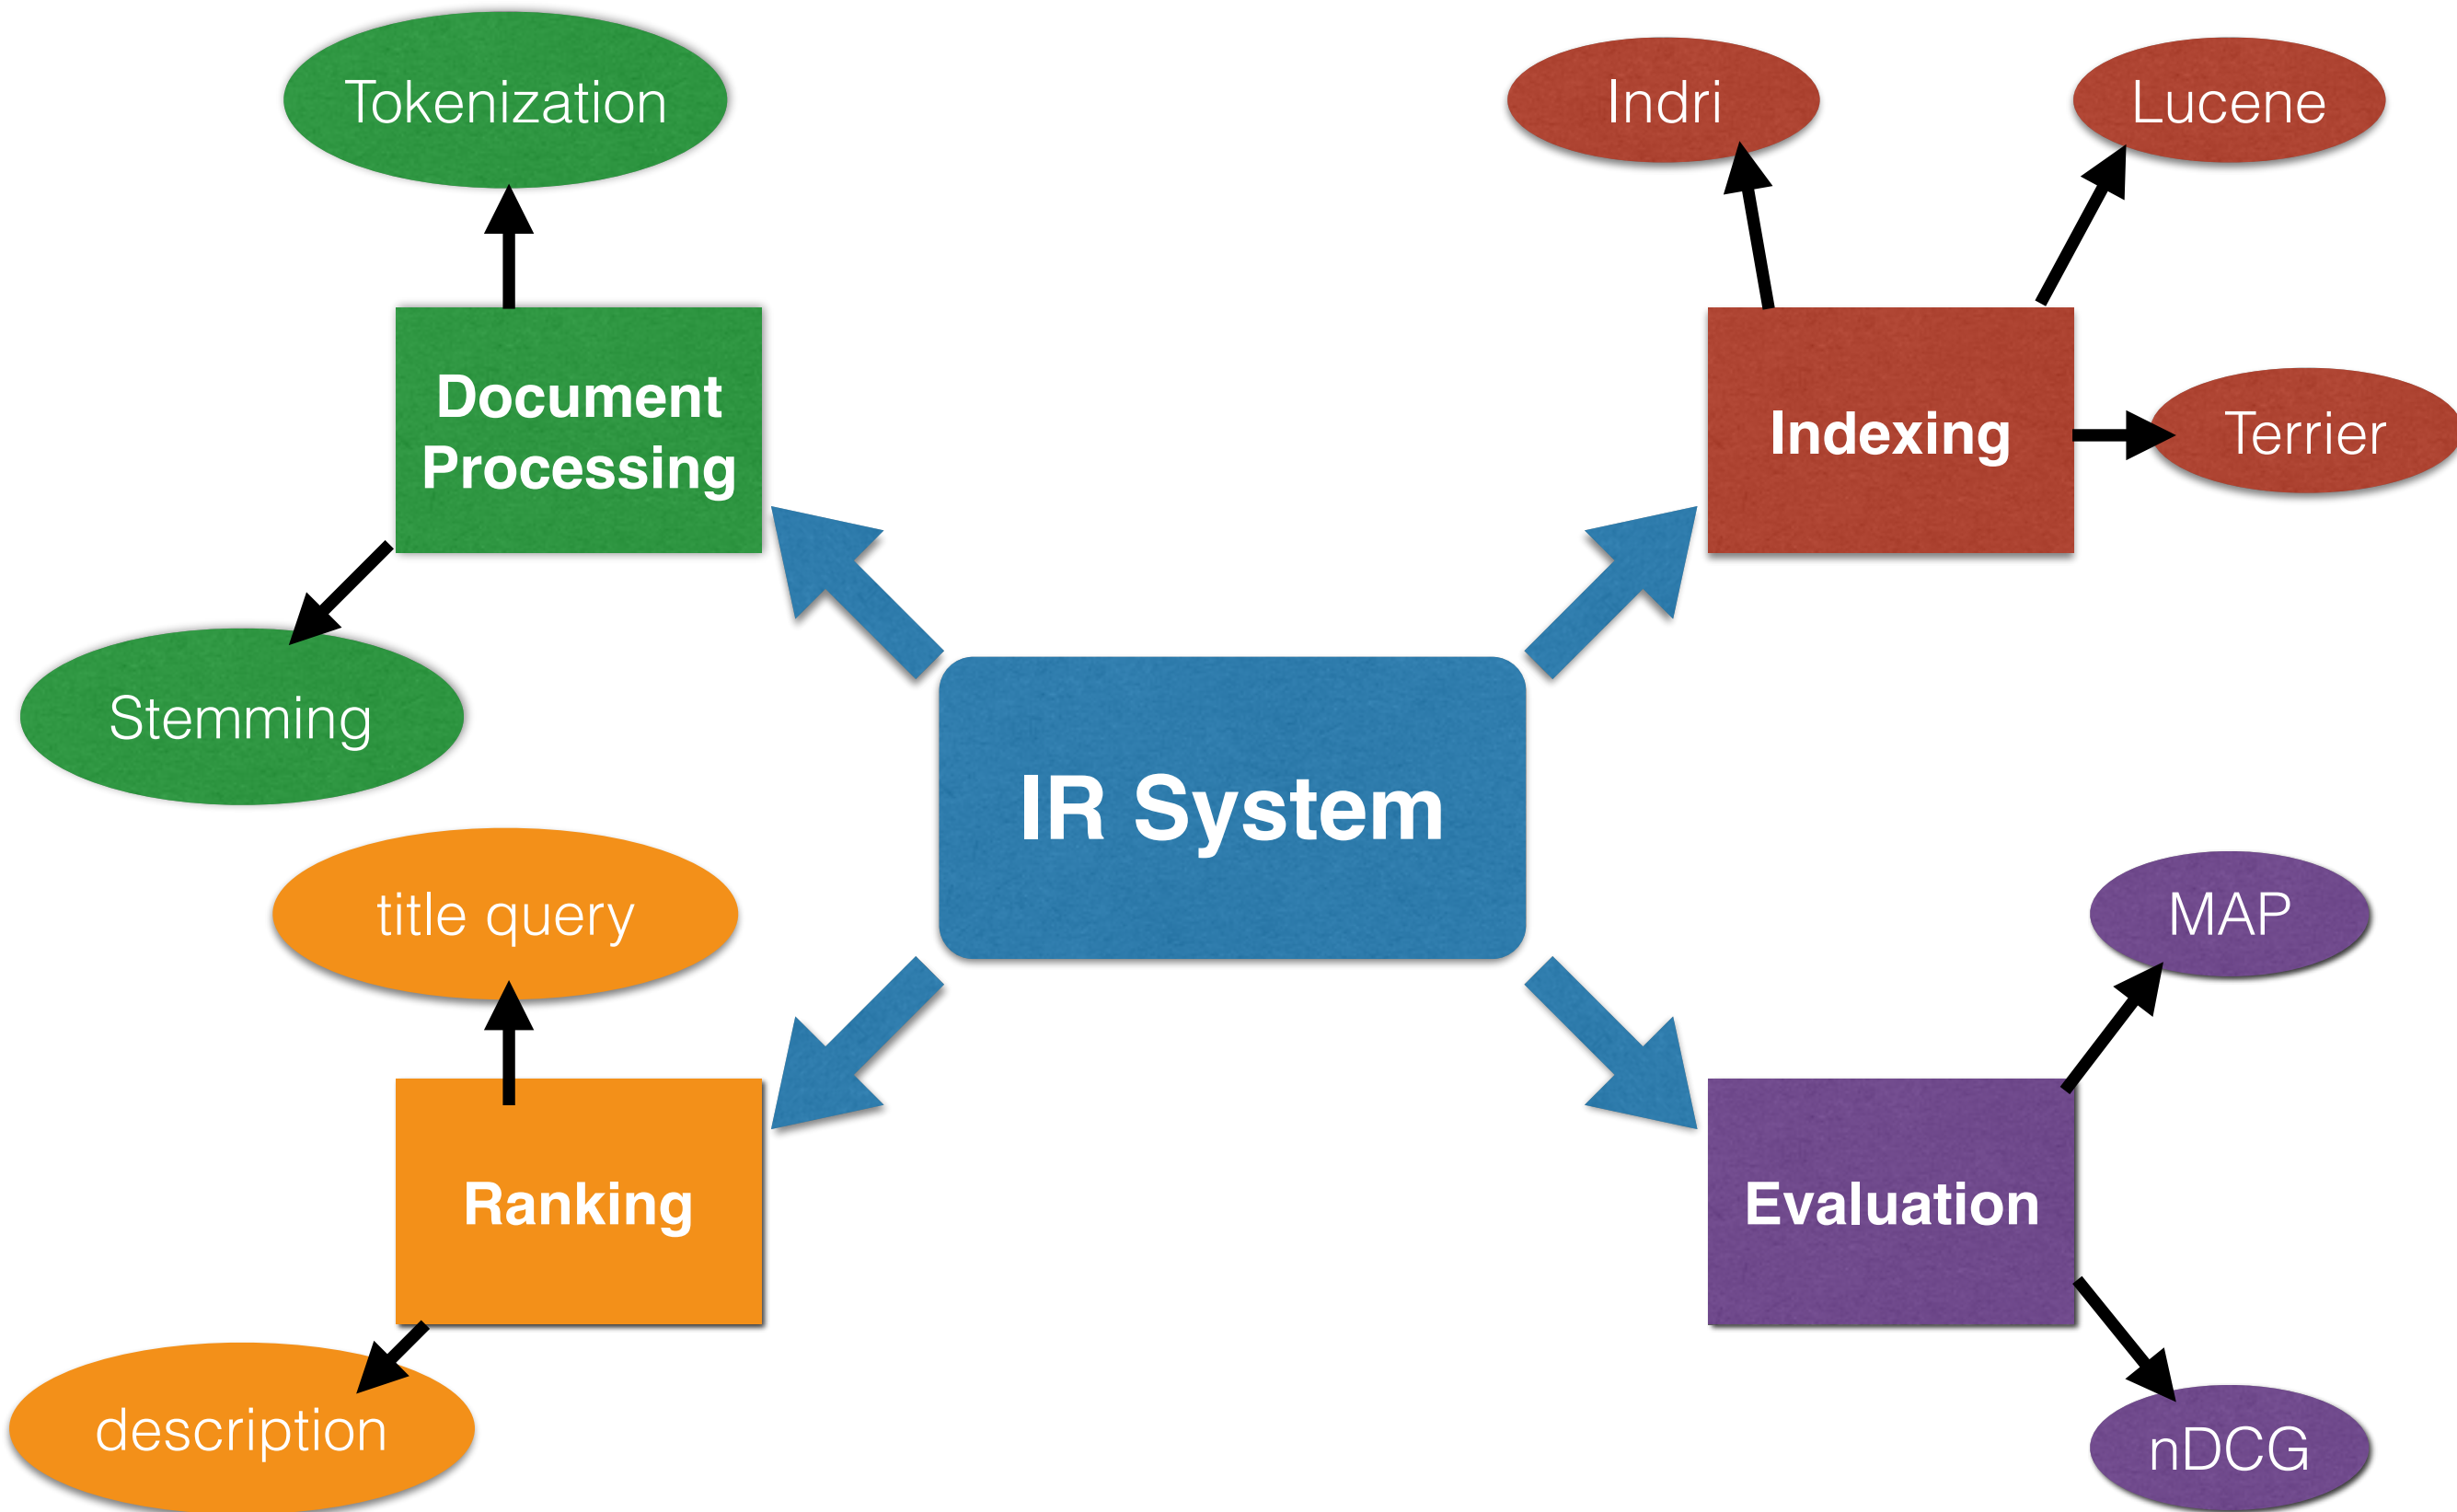 Tokenization
Indri
Lucene
Document
Processing
Indexing
Terrier
Stemming
IR System
title query
MAP
Ranking
Evaluation
description
nDCG